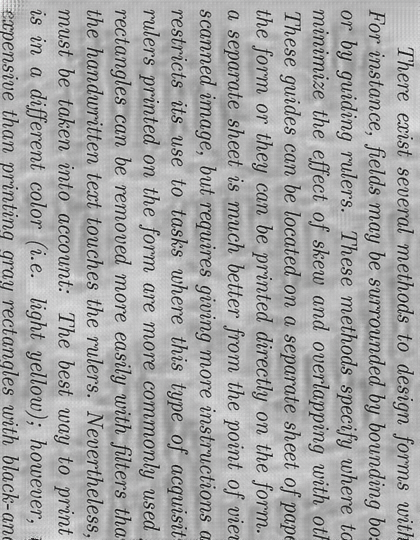 There exist several methods to design forms with
For instance, fields may be surrounded by bounding bo
or by guiding rulers. These methods specify where to
minimize the effect of skew and overlapping with oth
These guides can be located on a separate sheet of pape
the form or they can be printed directly on the form.
a seperate sheet is much better from the point of view
scanned image, but requires giving more instructions a
restricts its use to tasks where this type of acquisit
rulers printed on the form are more commonly used
rectangles can be removed more easily with filters tha
the handwritten text touches the rulers. Nevertheless,
must be taken into account: The best way to print
is in a different color (i.e. light yellow); however,
expensive than printing gray rectangles with black-and